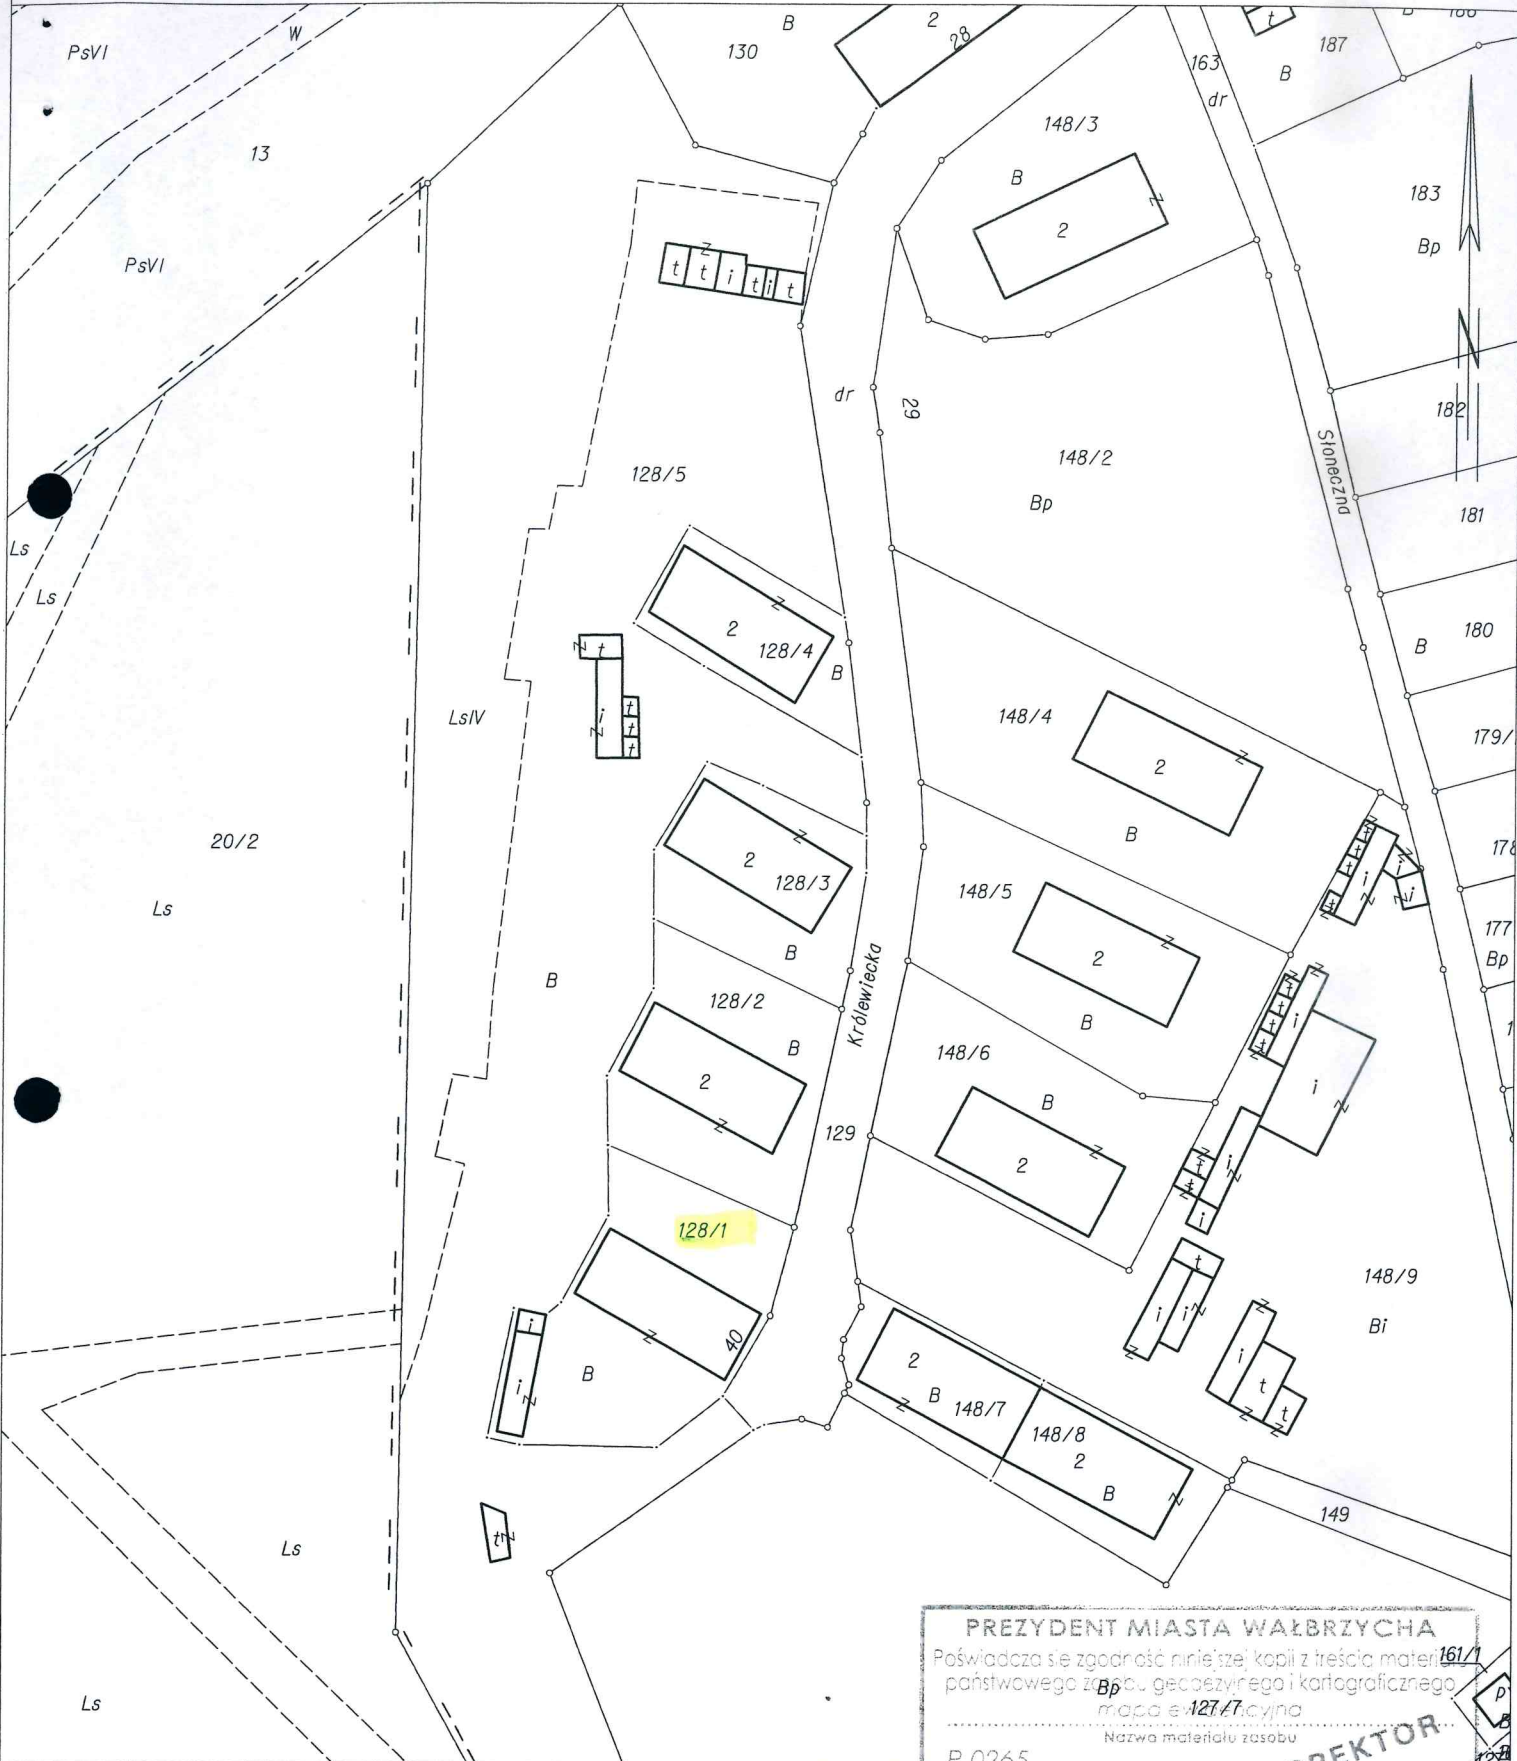 PsVI
W
B
130
2
28
163
dr
t
187
B
13
148/3
B
2
183
Bp
PsVI
Z
t
t
i
t
i
t
N
dr
29
182
128/5
148/2
Bp
Słoneczna
181
Ls
Ls
Z
2
128/4
B
180
B
Z
t
i
Z
t
t
t
LsIV
148/4
Z
2
179/
20/2
Z
2
128/3
B
178
Ls
B
148/5
Z
2
B
177
Bp
Królewiecka
128/2
B
2
Z
148/6
B
Z
2
129
128/1
Z
40
B
i
i
Z
148/9
Bi
2
B
Z
148/7
148/8
2
B
Z
149
t
Z
Ls
Ls
PREZYDENT MIASTA WAŁBRZYCHA
161/1
Poświadcza się zgodność niniejszej kopii z treścią materiału
państwowego zasobu geodezyjnego i kartograficznego
Bp
127/7
mapa ewidencyjna
Nazwa materiału zasobu
P.0265